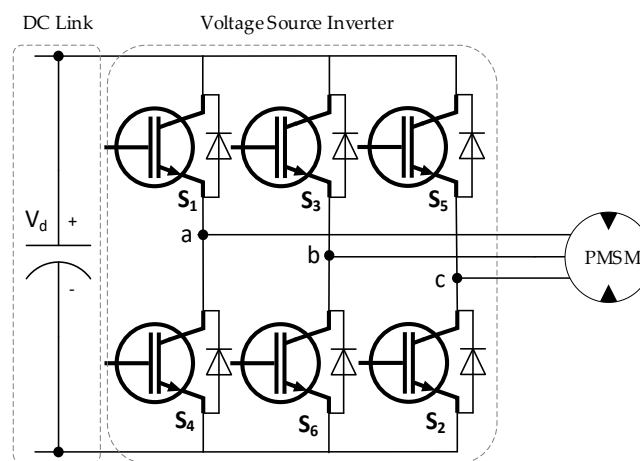 DC Link
Voltage Source Inverter
S1
S3
S5
Vd
+
a
b
c
PMSM
-
S4
S6
S2